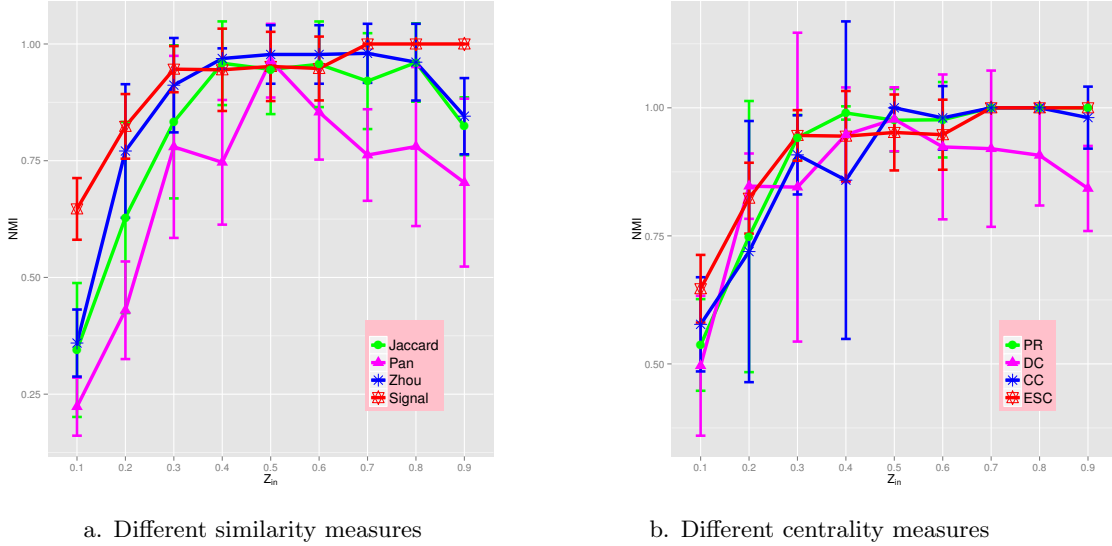 1.00
0.75
0.50
0.25
NMI
0.1 0.2 0.3 0.4 0.5 0.6 0.7 0.8 0.9
Z_in
Jaccard
Pan
Zhou
Signal
a. Different similarity measures
1.00
0.75
0.50
NMI
0.1 0.2 0.3 0.4 0.5 0.6 0.7 0.8 0.9
Z_in
PR
DC
CC
ESC
b. Different centrality measures